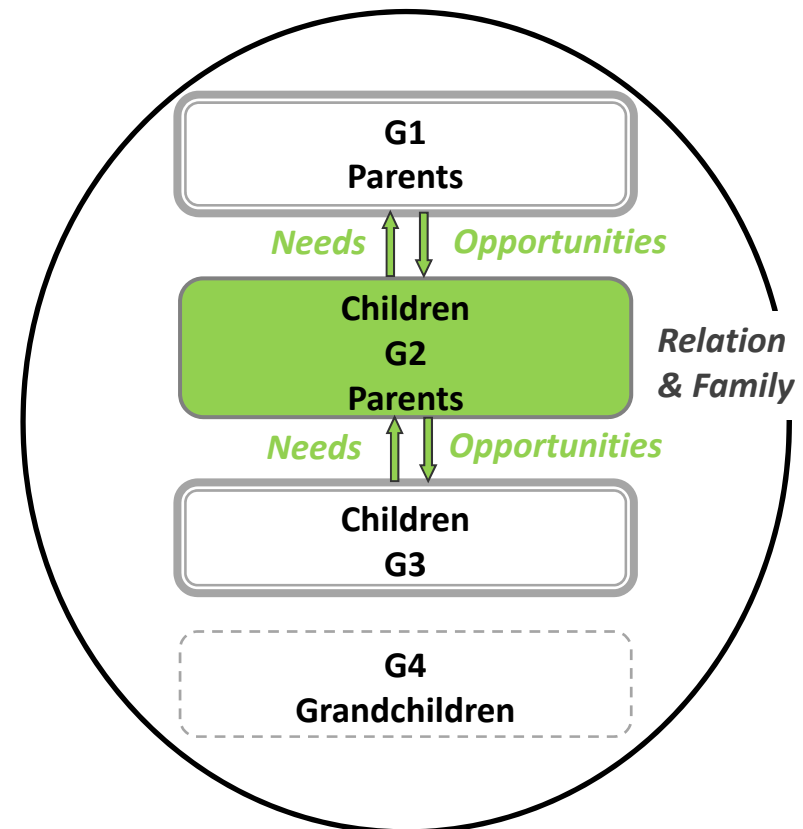 G1
Parents
Needs Opportunities
Children
G2
Parents
Relation
& Family
Needs Opportunities
Children
G3
G4
Grandchildren